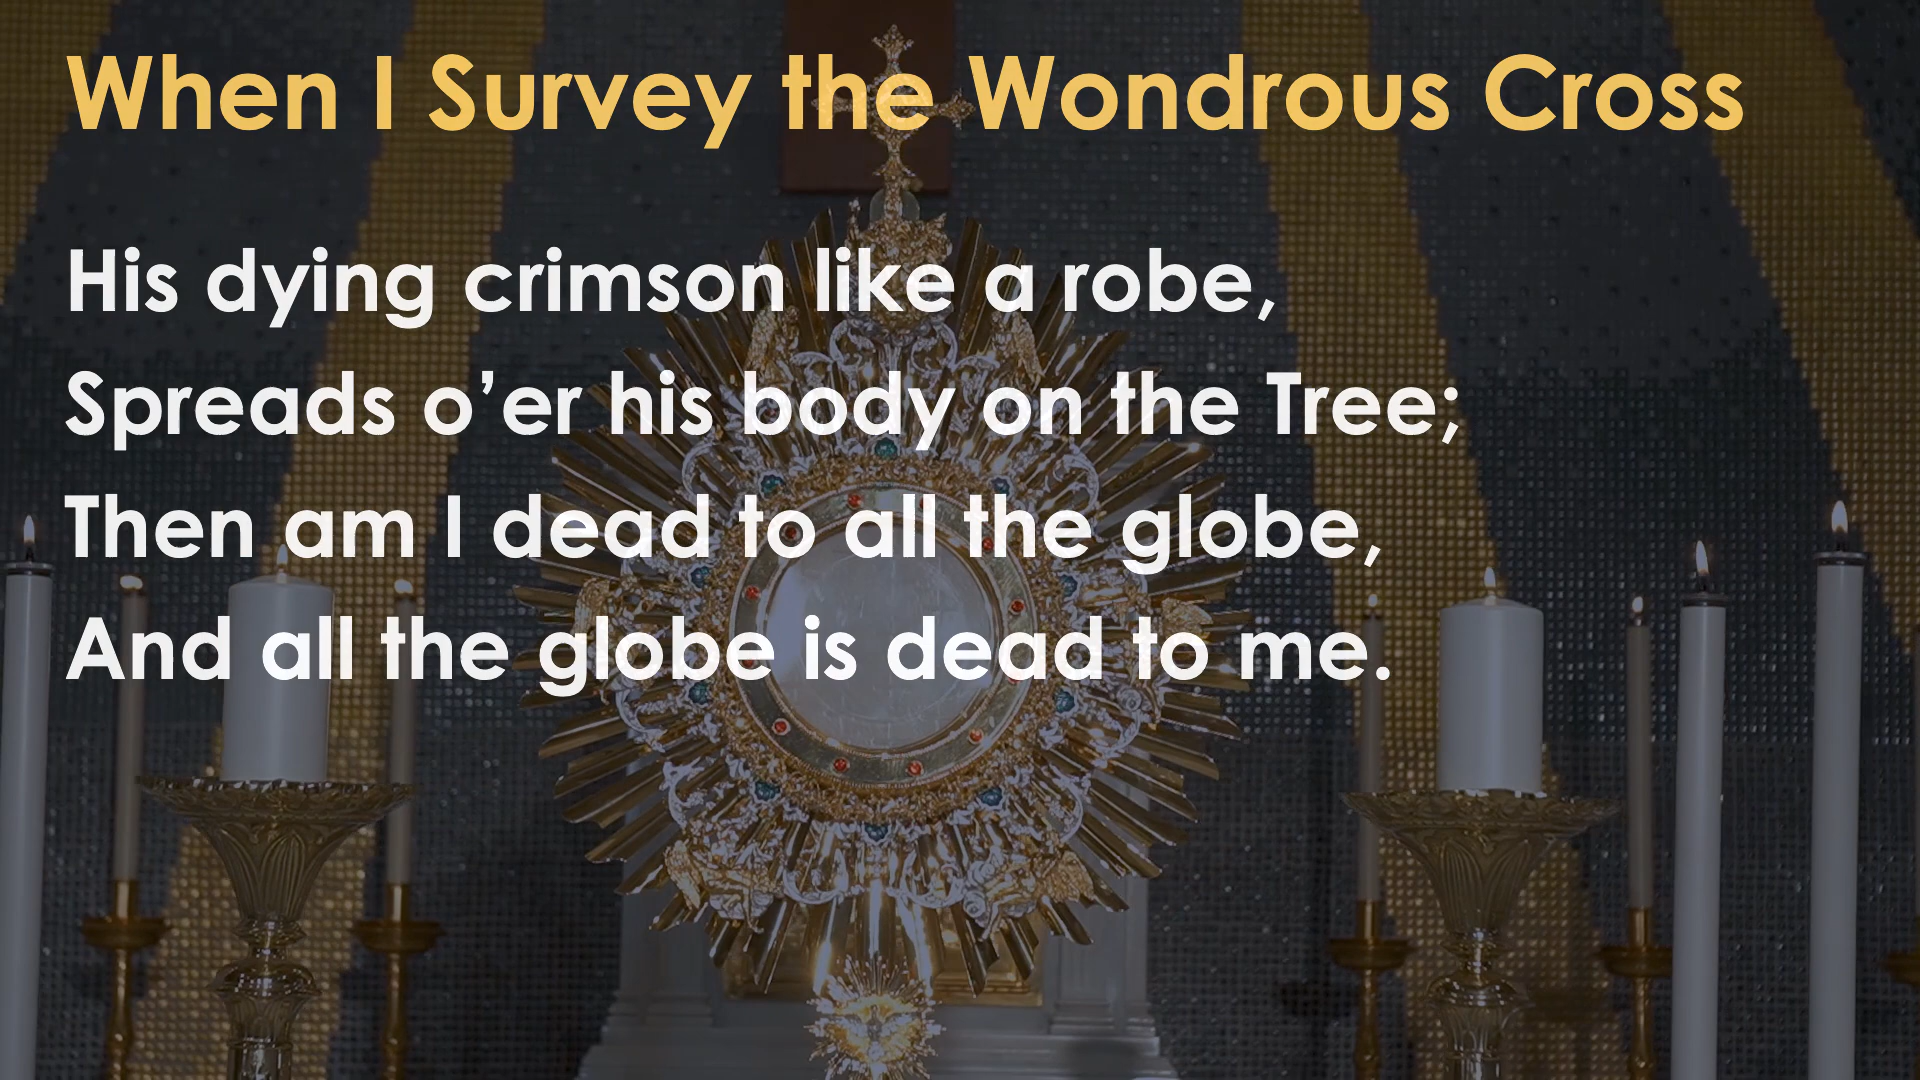 When I Survey the Wondrous Cross
His dying crimson like a robe,
Spreads o’er his body on the Tree;
Then am I dead to all the globe,
And all the globe is dead to me.